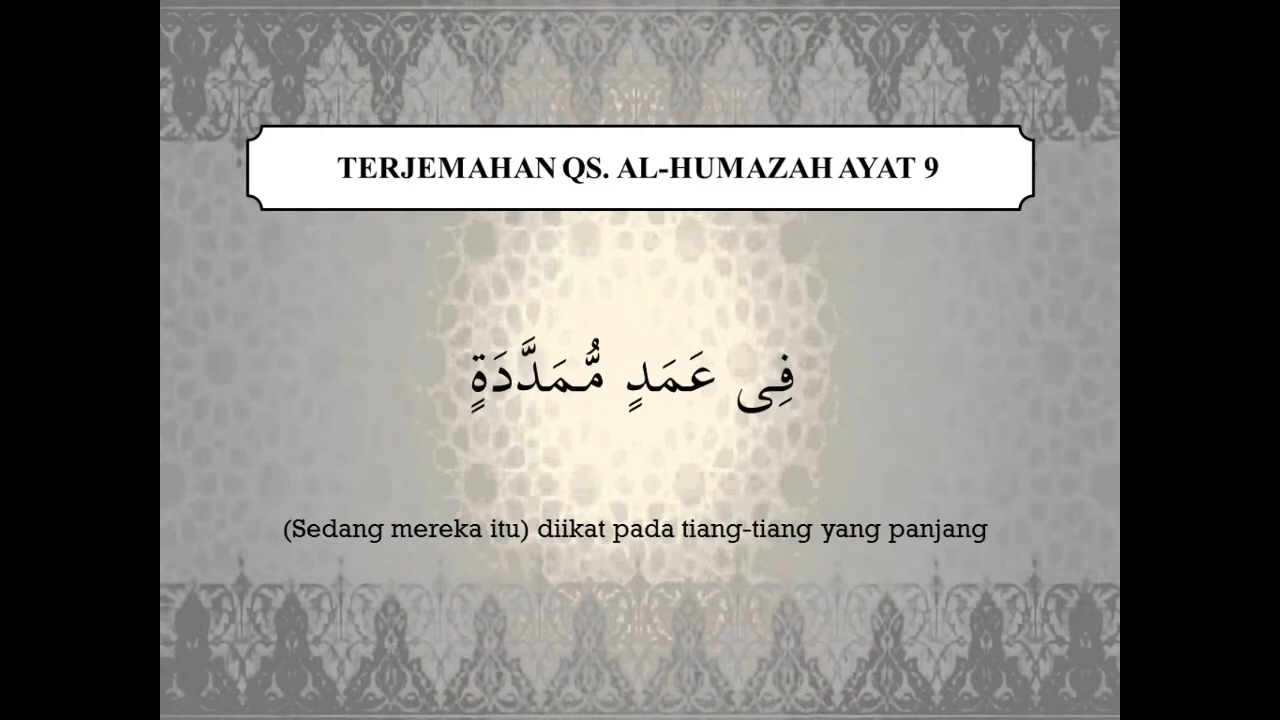 TERJEMAHAN QS. AL-HUMAZAH AYAT 9
فِى عَمَدٍ مُّمَدَّدَةٍ
(Sedang mereka itu) diikat pada tiang-tiang yang panjang